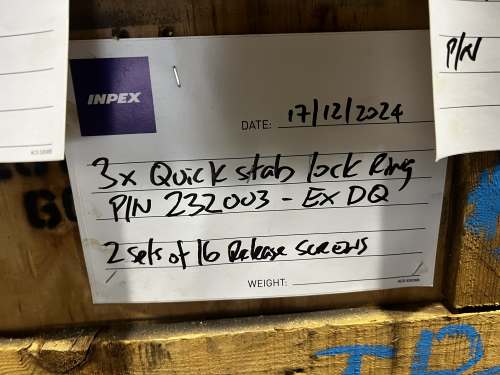 INPEX
DATE: 17/12/2024
3x Quick stab lock Ring
P/N 232003 - Ex DQ
2 sets of 16 Release screws
WEIGHT:
P/N